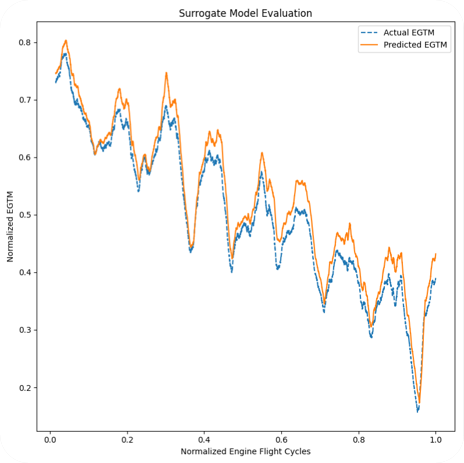 Surrogate Model Evaluation
Actual EGTM
Predicted EGTM
Normalized EGTM
0.8
0.7
0.6
0.5
0.4
0.3
0.2
0.0 0.2 0.4 0.6 0.8 1.0
Normalized Engine Flight Cycles